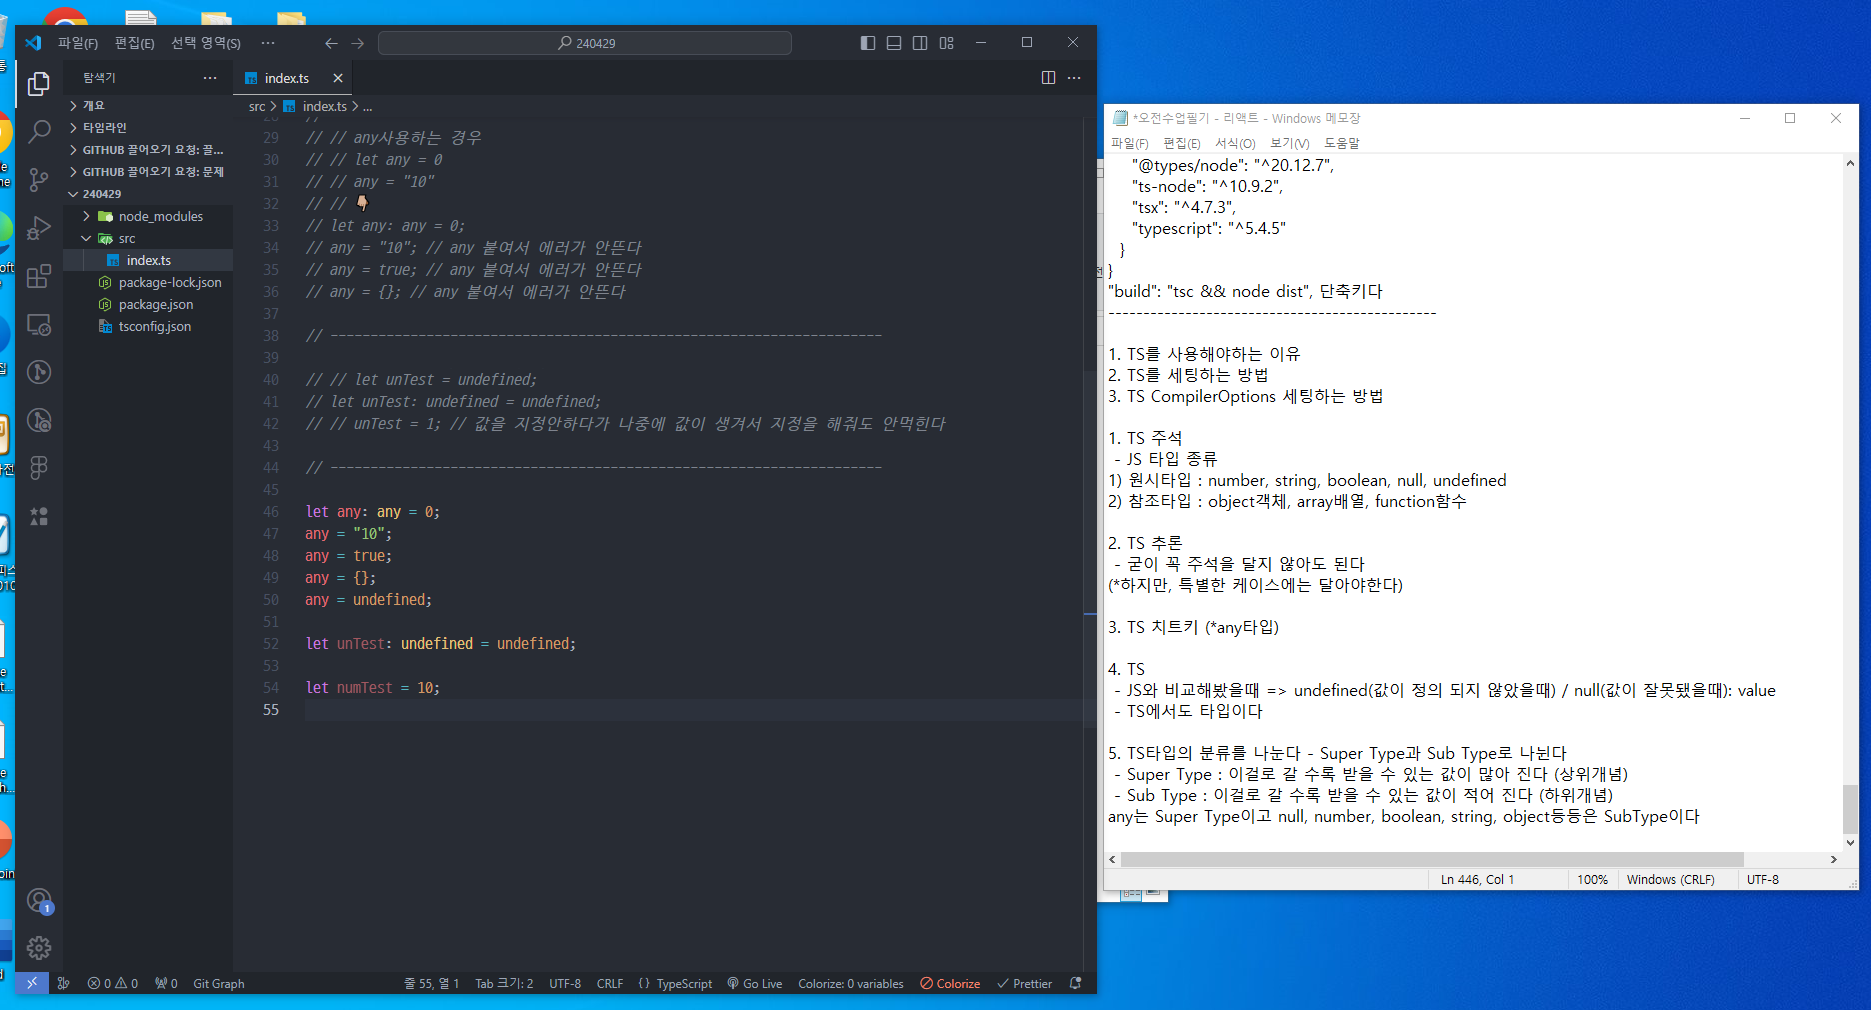 파일(F) 편집(E) 선택 영역(S) ··· 240429
탐색기 ···
개요
타임라인
GITHUB 끌어오기 요청: 끌...
GITHUB 끌어오기 요청: 문제
240429
node_modules
src
index.ts
package-lock.json
package.json
tsconfig.json
index.ts
src > index.ts > ...
28 //
29 // // any사용하는 경우
30 // // let any = 0
31 // // any = "10"
32 // // 👇
33 // let any: any = 0;
34 // any = "10"; // any 붙여서 에러가 안뜬다
35 // any = true; // any 붙여서 에러가 안뜬다
36 // any = {}; // any 붙여서 에러가 안뜬다
37
38 // ---------------------------------------------------------------------
39
40 // // let unTest = undefined;
41 // let unTest: undefined = undefined;
42 // // unTest = 1; // 값을 지정안하다가 나중에 값이 생겨서 지정을 해줘도 안먹힌다
43
44 // ---------------------------------------------------------------------
45
46 let any: any = 0;
47 any = "10";
48 any = true;
49 any = {};
50 any = undefined;
51
52 let unTest: undefined = undefined;
53
54 let numTest = 10;
55
1
0 0 0 Git Graph 줄 55, 열 1 Tab 크기: 2 UTF-8 CRLF { } TypeScript Go Live Colorize: 0 variables Colorize Prettier
*오전수업필기 - 리액트 - Windows 메모장
파일(F) 편집(E) 서식(O) 보기(V) 도움말
"@types/node": "^20.12.7",
"ts-node": "^10.9.2",
"tsx": "^4.7.3",
"typescript": "^5.4.5"
}
}
"build": "tsc && node dist", 단축키다
-----------------------------------------------
1. TS를 사용해야하는 이유
2. TS를 세팅하는 방법
3. TS CompilerOptions 세팅하는 방법
1. TS 주석
- JS 타입 종류
1) 원시타입 : number, string, boolean, null, undefined
2) 참조타입 : object객체, array배열, function함수
2. TS 추론
- 굳이 꼭 주석을 달지 않아도 된다
(*하지만, 특별한 케이스에는 달아야한다)
3. TS 치트키 (*any타입)
4. TS
- JS와 비교해봤을때 => undefined(값이 정의 되지 않았을때) / null(값이 잘못됐을때): value
- TS에서도 타입이다
5. TS타입의 분류를 나눈다 - Super Type과 Sub Type로 나뉜다
- Super Type : 이걸로 갈 수록 받을 수 있는 값이 많아 진다 (상위개념)
- Sub Type : 이걸로 갈 수록 받을 수 있는 값이 적어 진다 (하위개념)
any는 Super Type이고 null, number, boolean, string, object등등은 SubType이다
Ln 446, Col 1 100% Windows (CRLF) UTF-8